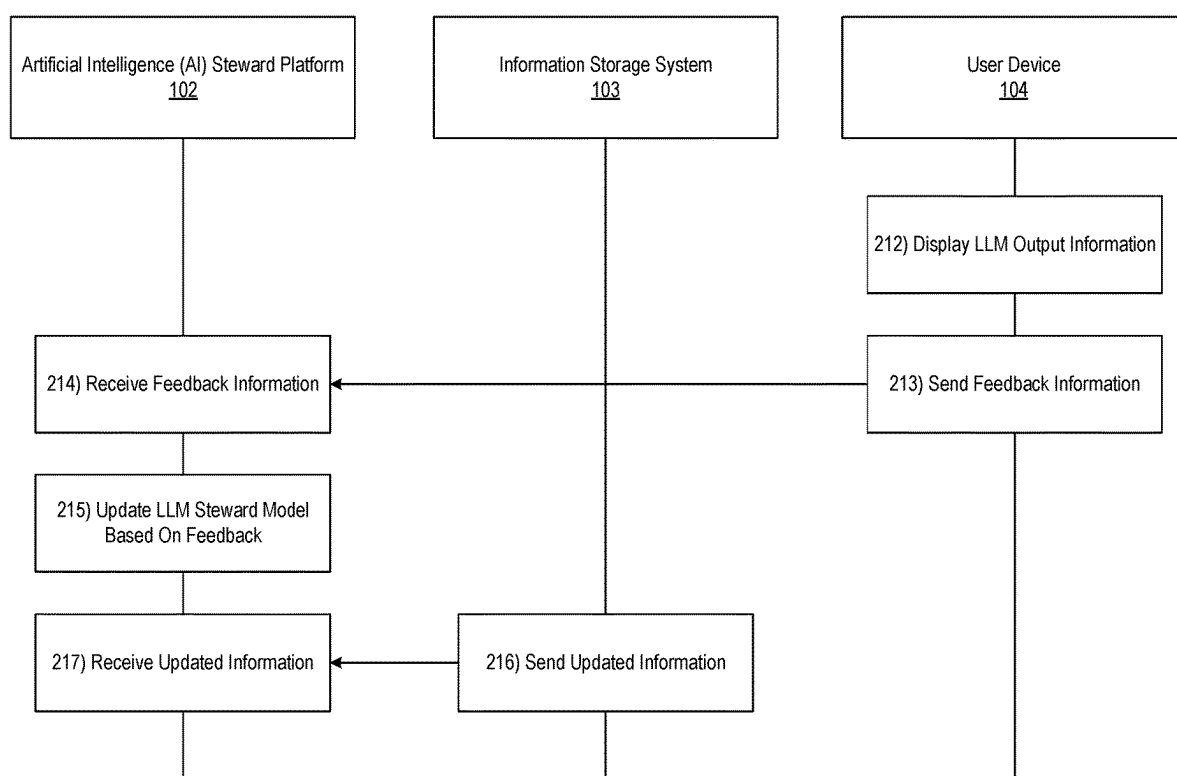 Artificial Intelligence (AI) Steward Platform
102
Information Storage System
103
User Device
104
212) Display LLM Output Information
214) Receive Feedback Information
213) Send Feedback Information
215) Update LLM Steward Model
Based On Feedback
217) Receive Updated Information
216) Send Updated Information